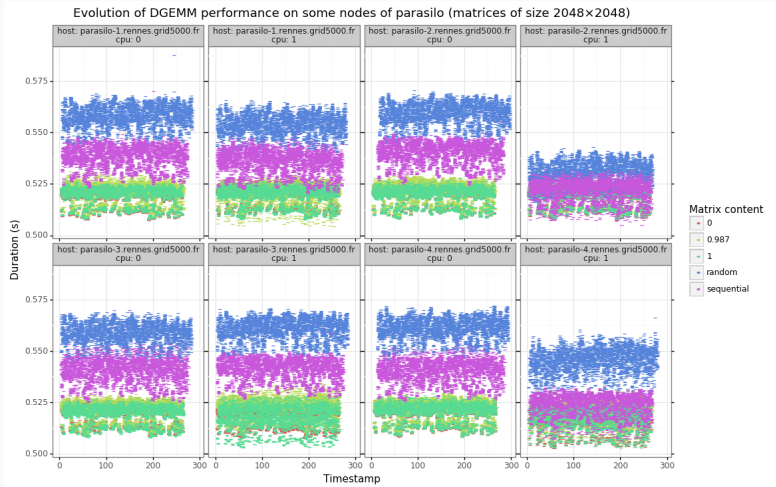 Evolution of DGEMM performance on some nodes of parasilo (matrices of size 2048×2048)
host: parasilo-1.rennes.grid5000.fr
cpu: 0
host: parasilo-1.rennes.grid5000.fr
cpu: 1
host: parasilo-2.rennes.grid5000.fr
cpu: 0
host: parasilo-2.rennes.grid5000.fr
cpu: 1
0.575
0.550
0.525
0.500
host: parasilo-3.rennes.grid5000.fr
cpu: 0
host: parasilo-3.rennes.grid5000.fr
cpu: 1
host: parasilo-4.rennes.grid5000.fr
cpu: 0
host: parasilo-4.rennes.grid5000.fr
cpu: 1
0.575
0.550
0.525
0.500
Duration (s)
0 100 200 300
0 100 200 300
0 100 200 300
0 100 200 300
Timestamp
Matrix content
0
0.987
1
random
sequential